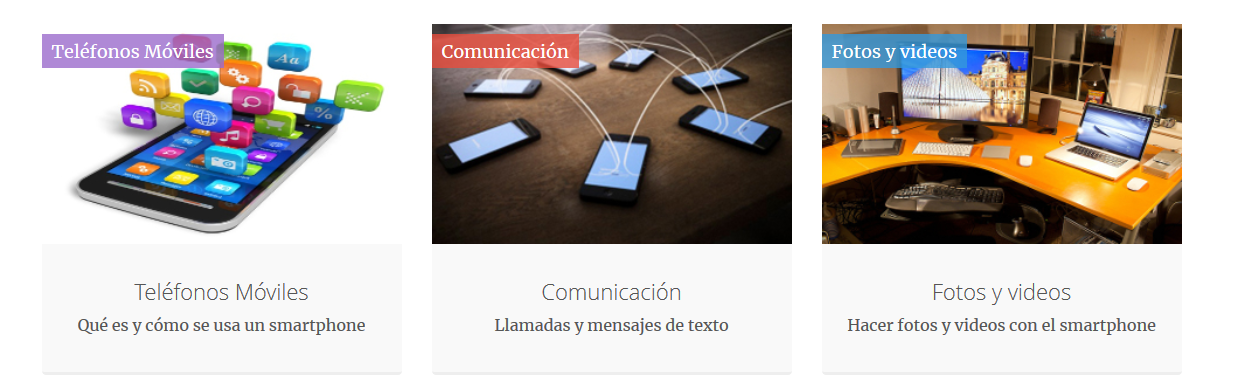 Teléfonos Móviles
Comunicación
Fotos y videos
Aa
%
Teléfonos Móviles
Comunicación
Fotos y videos
Qué es y cómo se usa un smartphone
Llamadas y mensajes de texto
Hacer fotos y videos con el smartphone